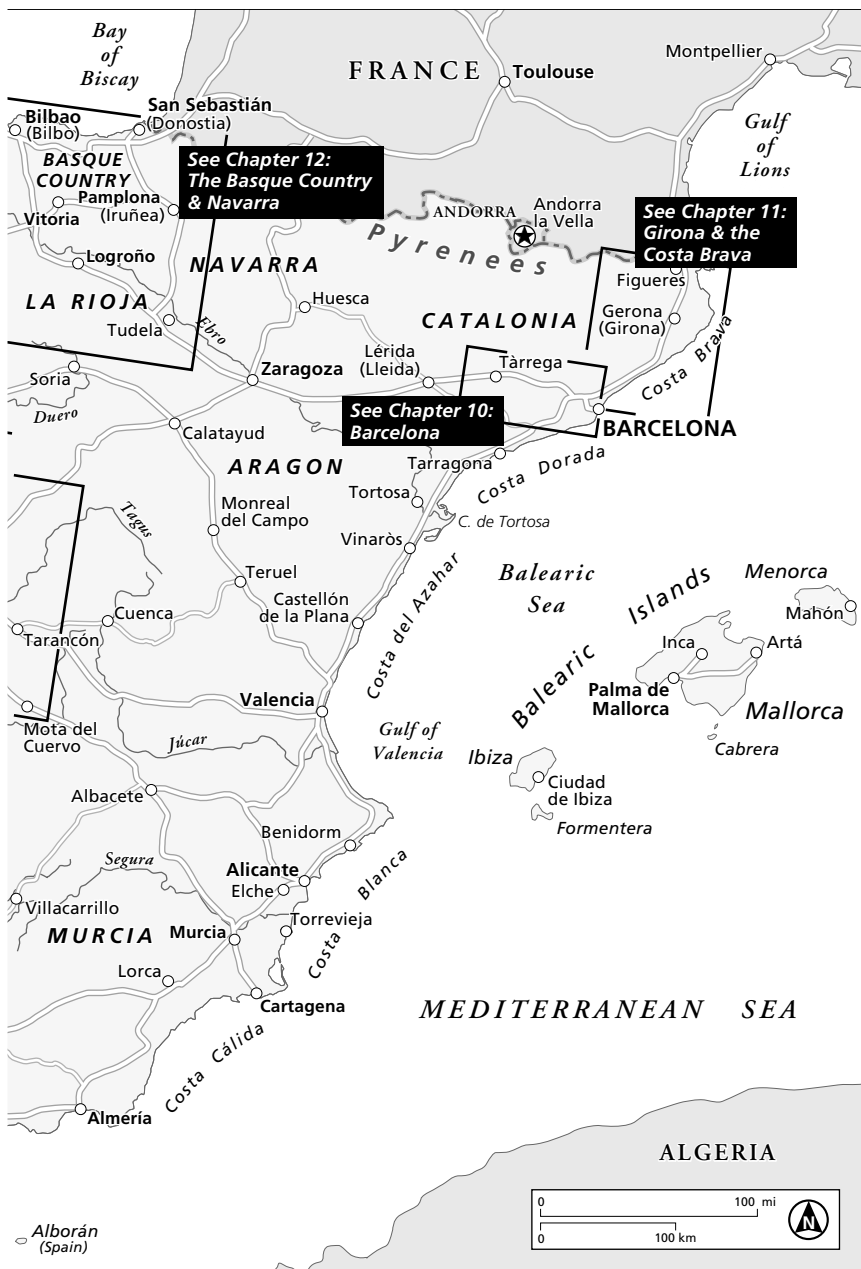 Bay
of
Biscay
FRANCE
Toulouse
Montpellier
Gulf
of
Lions
Bilbao
(Bilbo)
San Sebastián
(Donostia)
BASQUE
COUNTRY
See Chapter 12:
The Basque Country
& Navarra
Pamplona
(Iruñea)
Vitoria
ANDORRA
Andorra
la Vella
See Chapter 11:
Girona & the
Costa Brava
Pyrenees
Logroño
NAVARRA
Figueres
LA RIOJA
Huesca
CATALONIA
Gerona
(Girona)
Tudela
Ebro
Costa Brava
Soria
Zaragoza
Lérida
(Lleida)
Tàrrega
Duero
See Chapter 10:
Barcelona
BARCELONA
Calatayud
ARAGON
Tarragona
Costa Dorada
Tagus
Monreal
del Campo
Tortosa
C. de Tortosa
Vinaròs
Teruel
Castellón
de la Plana
Costa del Azahar
Balearic
Sea
Balearic Islands
Menorca
Mahón
Cuenca
Tarancón
Inca
Artá
Palma de
Mallorca
Mallorca
Cabrera
Valencia
Mota del
Cuervo
Júcar
Gulf of
Valencia
Ibiza
Ciudad
de Ibiza
Formentera
Albacete
Benidorm
Segura
Alicante
Elche
Costa Blanca
Villacarrillo
MURCIA
Murcia
Torrevieja
Lorca
Cartagena
MEDITERRANEAN SEA
Costa Cálida
Almería
ALGERIA
Alborán
(Spain)
0 100 mi
0 100 km
N